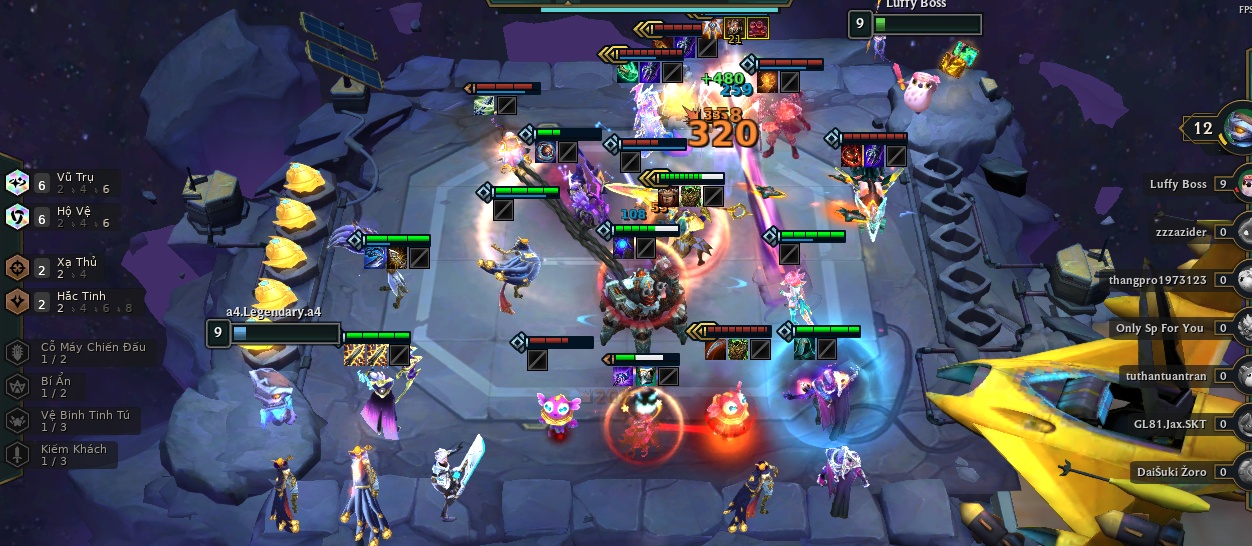 Luffy Boss
FPS
9
21
+480
259
320
12
6
Vũ Trụ
2 4 6
6
Hộ Vệ
2 4 6
2
Xạ Thủ
2 4
2
Hắc Tinh
2 4 6 8
Cỗ Máy Chiến Đấu
1 / 2
Bí Ẩn
1 / 2
Vệ Binh Tinh Tú
1 / 3
Kiếm Khách
1 / 3
108
a4.Legendary.a4
9
Luffy Boss 9
zzzazider 0
thangpro1973123 0
Only Sp For You 0
tuthantuantran 0
GL81.Jax.SKT 0
DaiŠuki Žoro 0